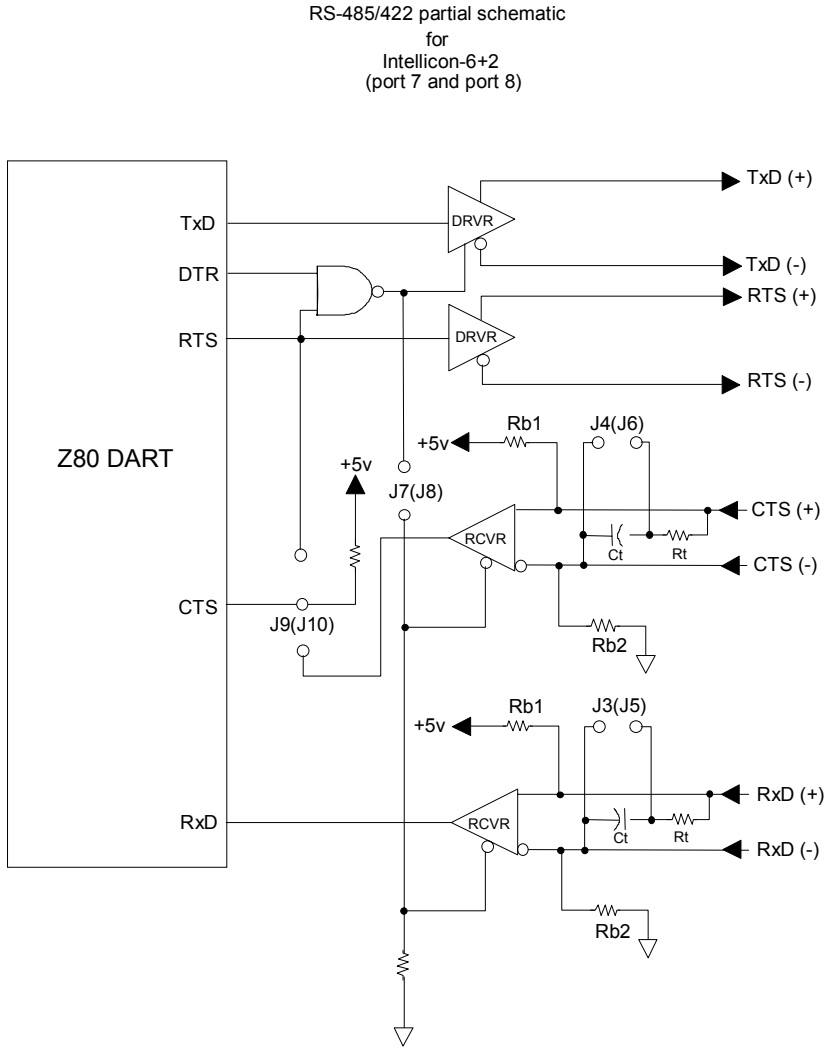 RS-485/422 partial schematic
for
Intellicon-6+2
(port 7 and port 8)
TxD
DRVR
TxD (+)
TxD (-)
DTR
RTS
DRVR
RTS (+)
RTS (-)
Z80 DART
+5v
Rb1
J4(J6)
+5v
J7(J8)
RCVR
Ct
Rt
CTS (+)
CTS (-)
CTS
J9(J10)
Rb2
+5v
Rb1
J3(J5)
RxD
RCVR
Ct
Rt
RxD (+)
RxD (-)
Rb2